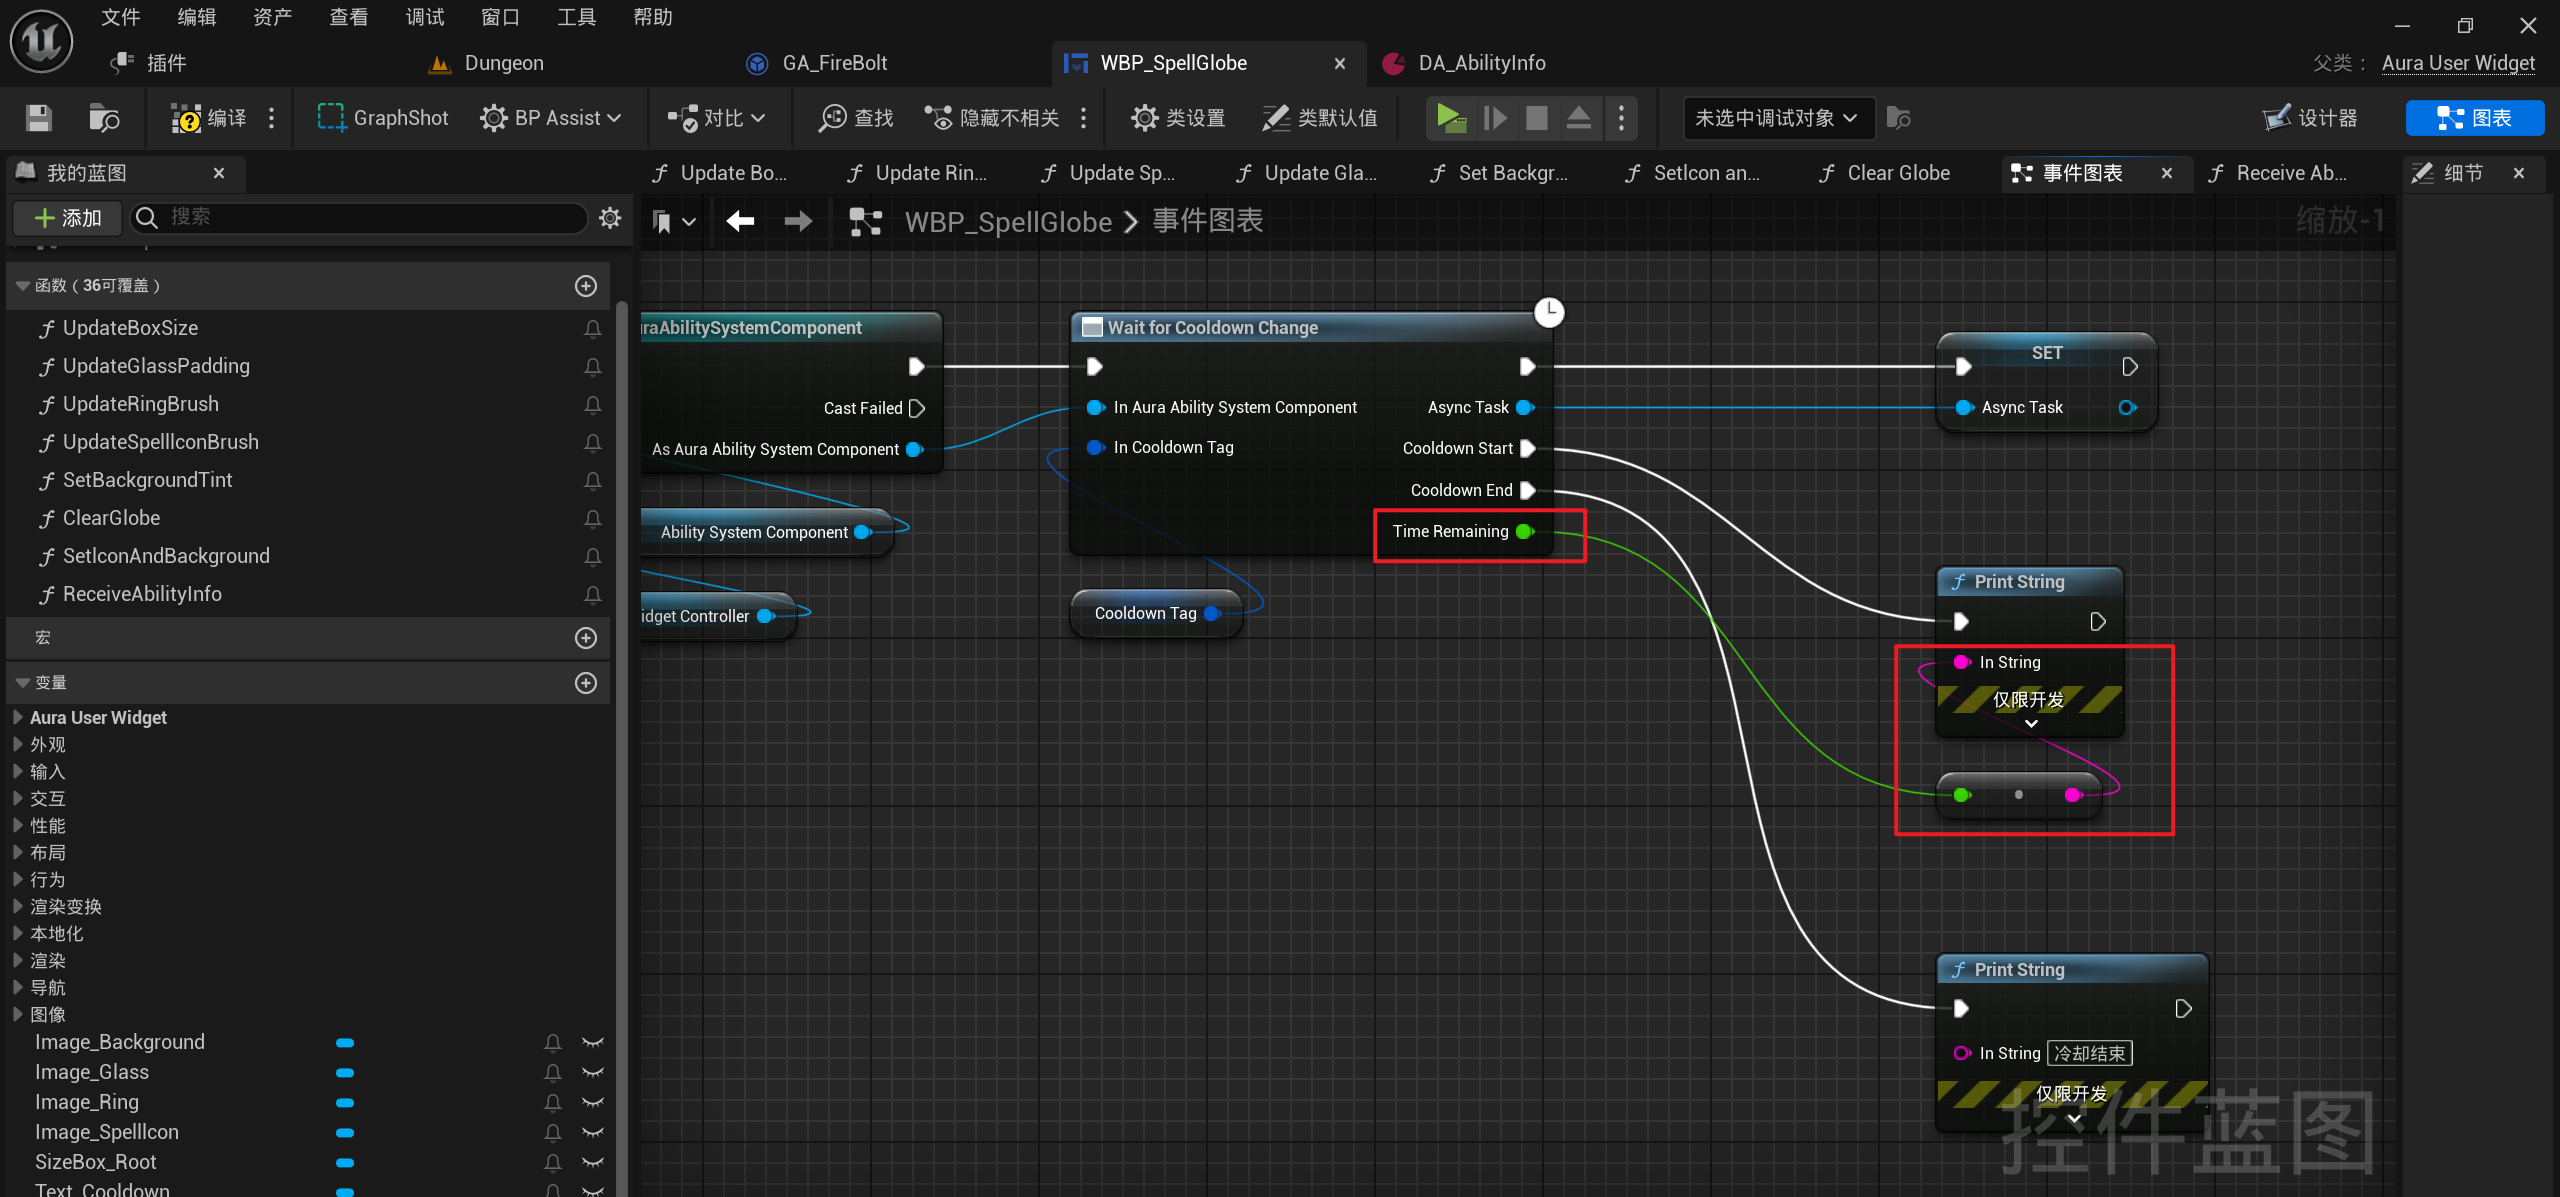 文件 编辑 资产 查看 调试 窗口 工具 帮助
插件 Dungeon GA_FireBolt WBP_SpellGlobe DA_AbilityInfo 父类： Aura User Widget
编译 GraphShot BP Assist 对比 查找 隐藏不相关 类设置 类默认值 未选中调试对象 设计器 图表
我的蓝图 Update Bo... Update Rin... Update Sp... Update Gla... Set Backgr... SetIcon an... Clear Globe 事件图表 Receive Ab... 细节
添加 搜索 WBP_SpellGlobe 事件图表 缩放-1
函数（36可覆盖）
UpdateBoxSize
UpdateGlassPadding
UpdateRingBrush
UpdateSpellIconBrush
SetBackgroundTint
ClearGlobe
SetIconAndBackground
ReceiveAbilityInfo
宏
变量
Aura User Widget
外观
输入
交互
性能
布局
行为
渲染变换
本地化
渲染
导航
图像
Image_Background
Image_Glass
Image_Ring
Image_SpellIcon
SizeBox_Root
Text_Cooldown
uraAbilitySystemComponent
Cast Failed
As Aura Ability System Component
Ability System Component
idget Controller
Wait for Cooldown Change
In Aura Ability System Component Async Task
In Cooldown Tag Cooldown Start
Cooldown End
Time Remaining
Cooldown Tag
SET
Async Task
Print String
In String
仅限开发
Print String
In String 冷却结束
仅限开发
控件蓝图